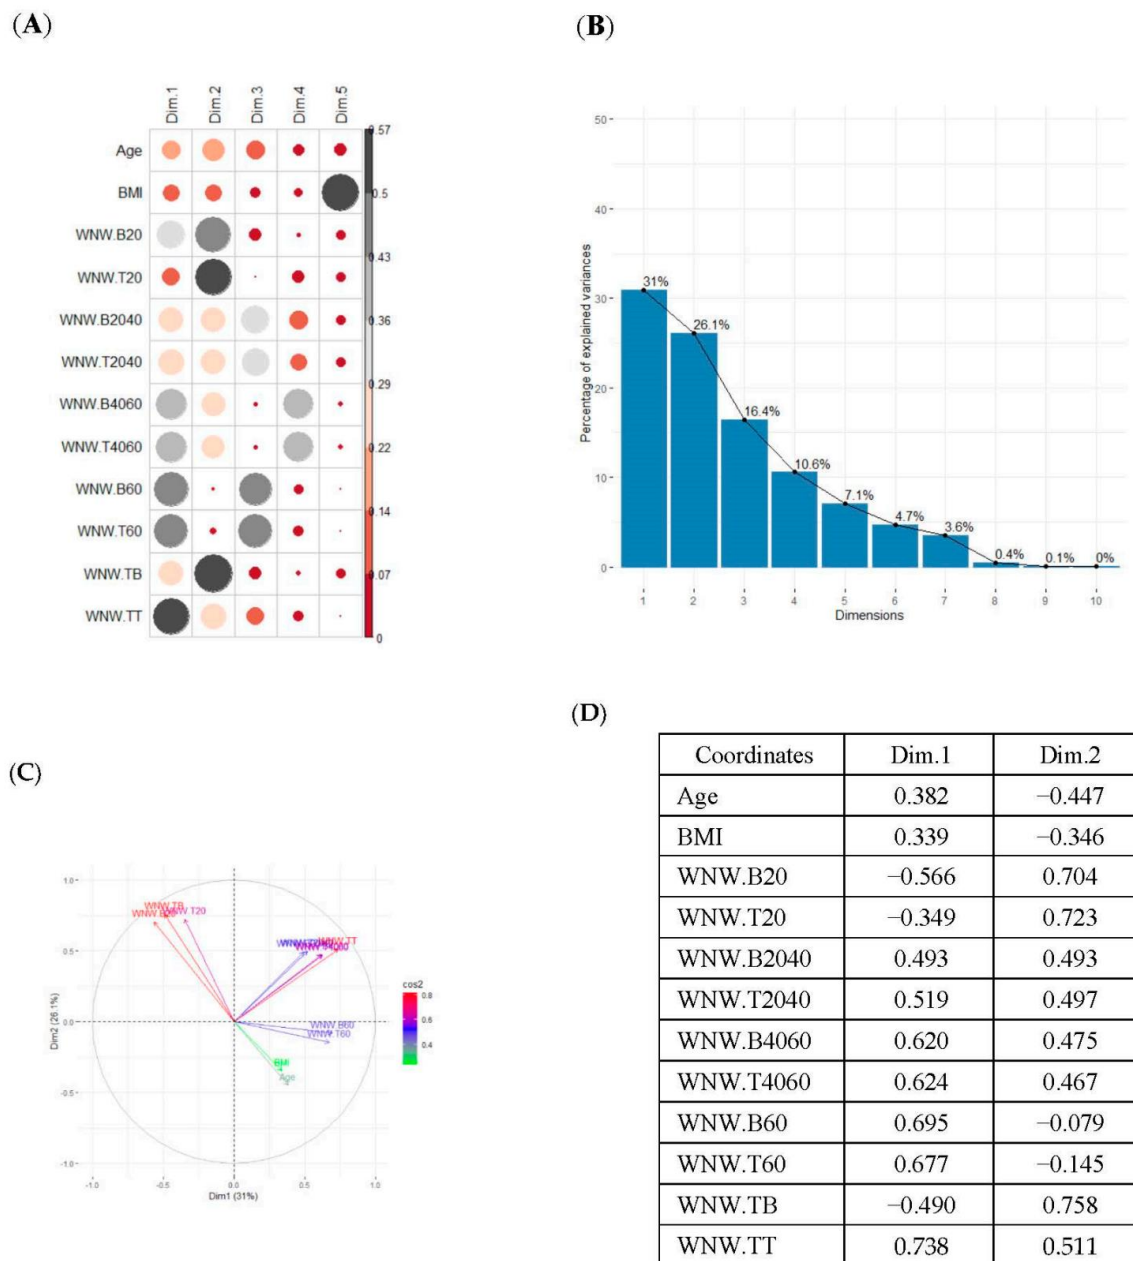 (A)
Dim.1 Dim.2 Dim.3 Dim.4 Dim.5
Age
BMI
WNW.B20
WNW.T20
WNW.B2040
WNW.T2040
WNW.B4060
WNW.T4060
WNW.B60
WNW.T60
WNW.TB
WNW.TT
0.57
0.5
0.43
0.36
0.29
0.22
0.14
0.07
0
(B)
Percentage of explained variances
50
40
30
20
10
0
31%
26.1%
16.4%
10.6%
7.1%
4.7%
3.6%
0.4%
0.1%
0%
1 2 3 4 5 6 7 8 9 10
Dimensions
(C)
Dim2 (26.1%)
1.0
0.5
0.0
-0.5
-1.0
WNW.TB
WNW.T20
WNW.TT
WNW.T4060
WNW.B60
WNW.T60
BMI
Age
-1.0 -0.5 0.0 0.5 1.0
Dim1 (31%)
cos2
0.8
0.6
0.4
(D)
Coordinates Dim.1 Dim.2
Age 0.382 −0.447
BMI 0.339 −0.346
WNW.B20 −0.566 0.704
WNW.T20 −0.349 0.723
WNW.B2040 0.493 0.493
WNW.T2040 0.519 0.497
WNW.B4060 0.620 0.475
WNW.T4060 0.624 0.467
WNW.B60 0.695 −0.079
WNW.T60 0.677 −0.145
WNW.TB −0.490 0.758
WNW.TT 0.738 0.511